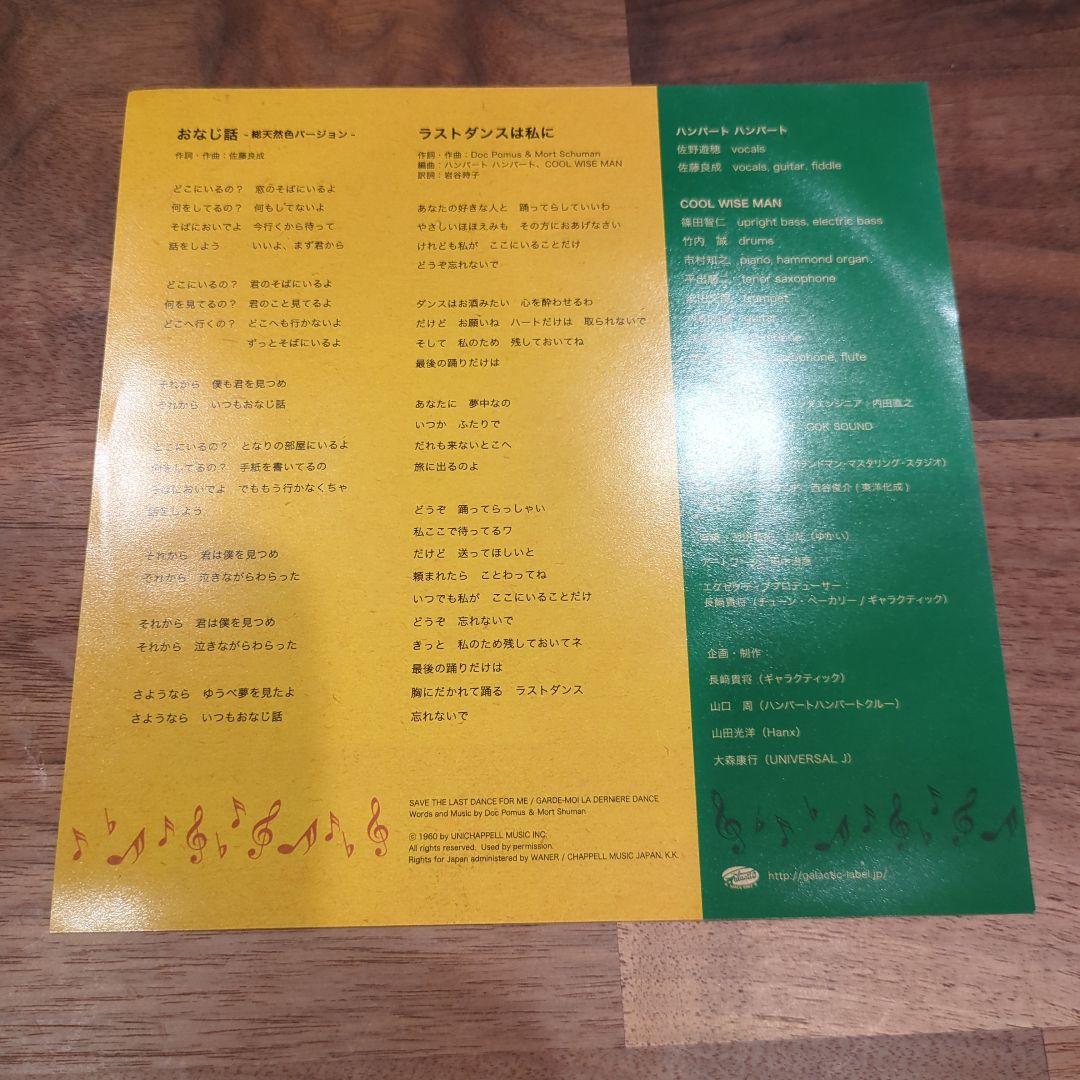 おなじ話 -総天然色バージョン-
作詞・作曲：佐藤良成
どこにいるの？　窓のそばにいるよ
何をしてるの？　何もしてないよ
そばにおいでよ　今行くから待って
話をしよう　いいよ、まず君から
どこにいるの？　君のそばにいるよ
何を見てるの？　君のこと見てるよ
どこへ行くの？　どこへも行かないよ
ずっとそばにいるよ
それから　僕も君を見つめ
それから　いつもおなじ話
どこにいるの？　となりの部屋にいるよ
何をしてるの？　手紙を書いてるの
そばにおいでよ　でももう行かなくちゃ
話をしよう
それから　君は僕を見つめ
それから　泣きながらわらった
それから　君は僕を見つめ
それから　泣きながらわらった
さようなら　ゆうべ夢を見たよ
さようなら　いつもおなじ話
ラストダンスは私に
作詞・作曲：Doc Pomus & Mort Schuman
編曲：ハンバート ハンバート、COOL WISE MAN
訳詞：岩谷時子
あなたの好きな人と　踊ってらしていいわ
やさしいほほえみも　その方におあげなさい
けれども私が　ここにいることだけ
どうぞ忘れないで
ダンスはお酒みたい　心を酔わせるわ
だけど　お願いね　ハートだけは　取られないで
そして　私のため　残しておいてね
最後の踊りだけは
あなたに　夢中なの
いつか　ふたりで
だれも来ないとこへ
旅に出るのよ
どうぞ　踊ってらっしゃい
私ここで待ってるワ
だけど　送ってほしいと
頼まれたら　ことわってね
いつでも私が　ここにいることだけ
どうぞ　忘れないで
きっと　私のため残しておいてネ
最後の踊りだけは
胸にだかれて踊る　ラストダンス
忘れないで
SAVE THE LAST DANCE FOR ME / GARDE-MOI LA DERNIERE DANCE
Words and Music by Doc Pomus & Mort Shuman
© 1960 by UNICHAPPELL MUSIC INC.
All rights reserved. Used by permission.
Rights for Japan administered by WANER / CHAPPELL MUSIC JAPAN, K.K.
ハンバート ハンバート
佐野遊穂　vocals
佐藤良成　vocals, guitar, fiddle
COOL WISE MAN
篠田智仁　upright bass, electric bass
竹内　誠　drums
市村知之　piano, hammond organ
平出順二　tenor saxophone
trumpet
flute
エンジニア：内田直之
GOK SOUND
マスタリング・スタジオ）
西谷俊介（東洋化成）
（ゆかい）
エグゼクティブプロデューサー
長﨑貴将（チューン・ベーカリー / ギャラクティック）
企画・制作
長﨑貴将（ギャラクティック）
山口　周（ハンバートハンバートクルー）
山田光洋（Hanx）
大森康行（UNIVERSAL J）
http://galactic-label.jp/